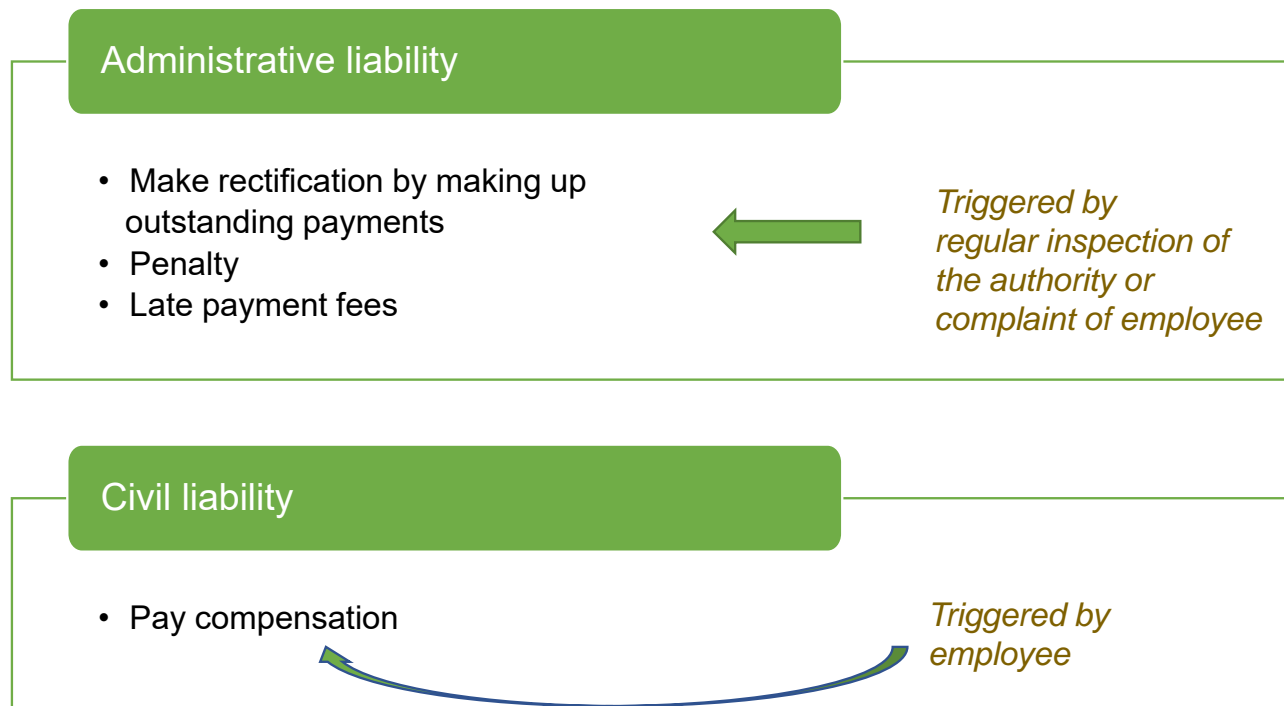 Administrative liability
• Make rectification by making up
outstanding payments
• Penalty
• Late payment fees
Triggered by
regular inspection of
the authority or
complaint of employee
Civil liability
• Pay compensation
Triggered by
employee